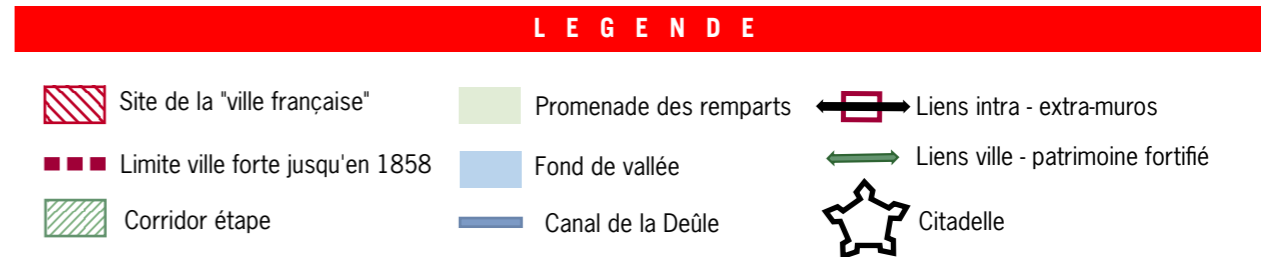 LEGENDE
Site de la "ville française"
Limite ville forte jusqu'en 1858
Corridor étape
Promenade des remparts
Fond de vallée
Canal de la Deûle
Liens intra - extra-muros
Liens ville - patrimoine fortifié
Citadelle